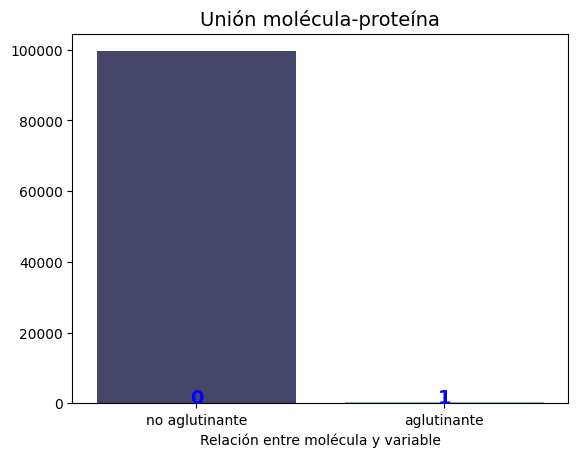 Unión molécula-proteína
100000
80000
60000
40000
20000
0
0
1
no aglutinante
aglutinante
Relación entre molécula y variable